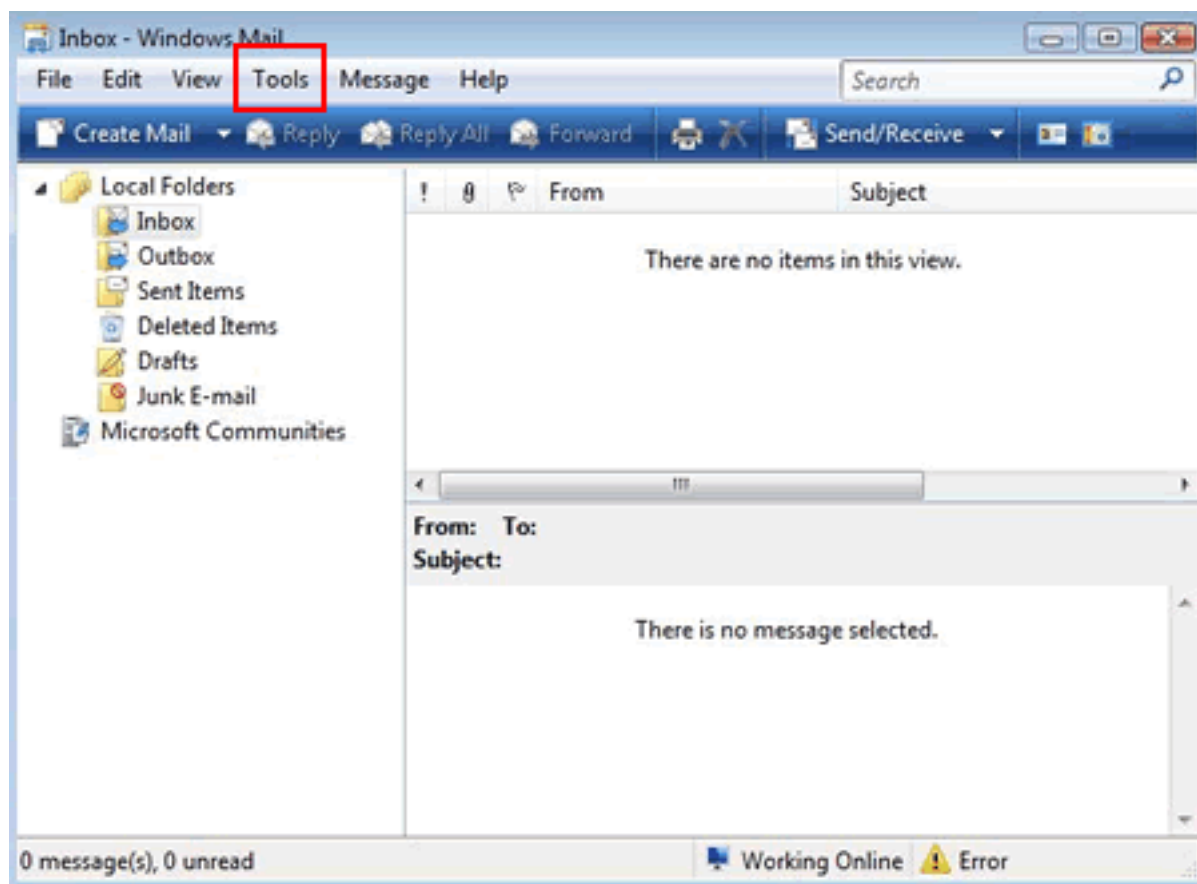 Inbox - Windows Mail
File Edit View Tools Message Help Search
Create Mail Reply Reply All Forward Send/Receive
Local Folders
Inbox
Outbox
Sent Items
Deleted Items
Drafts
Junk E-mail
Microsoft Communities
! From Subject
There are no items in this view.
From: To:
Subject:
There is no message selected.
0 message(s), 0 unread Working Online Error